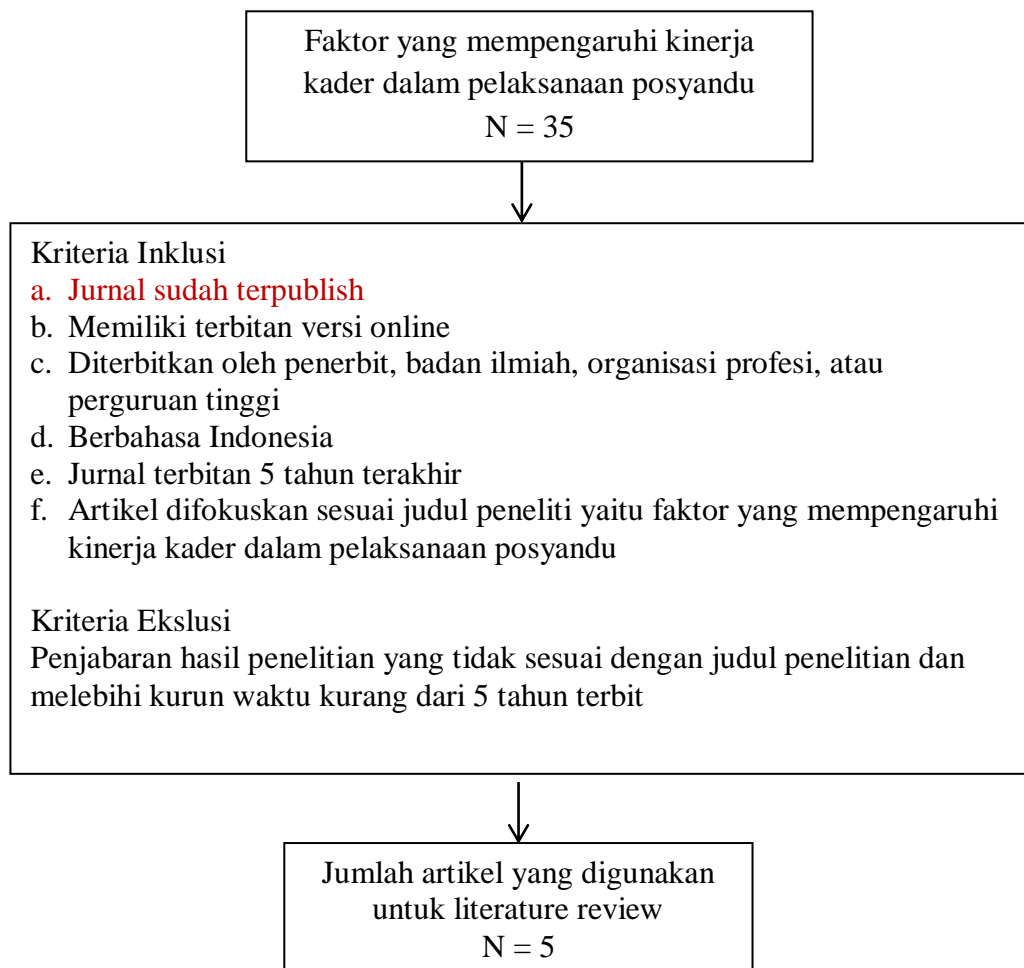 Faktor yang mempengaruhi kinerja
kader dalam pelaksanaan posyandu
N = 35
Kriteria Inklusi
a. Jurnal sudah terpublish
b. Memiliki terbitan versi online
c. Diterbitkan oleh penerbit, badan ilmiah, organisasi profesi, atau
perguruan tinggi
d. Berbahasa Indonesia
e. Jurnal terbitan 5 tahun terakhir
f. Artikel difokuskan sesuai judul peneliti yaitu faktor yang mempengaruhi
kinerja kader dalam pelaksanaan posyandu
Kriteria Ekslusi
Penjabaran hasil penelitian yang tidak sesuai dengan judul penelitian dan
melebihi kurun waktu kurang dari 5 tahun terbit
Jumlah artikel yang digunakan
untuk literature review
N = 5